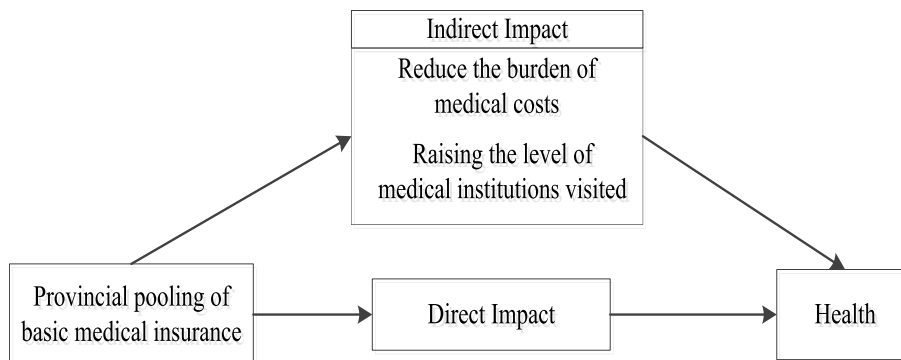 Indirect Impact
Reduce the burden of
medical costs
Raising the level of
medical institutions visited
Provincial pooling of
basic medical insurance
Direct Impact
Health